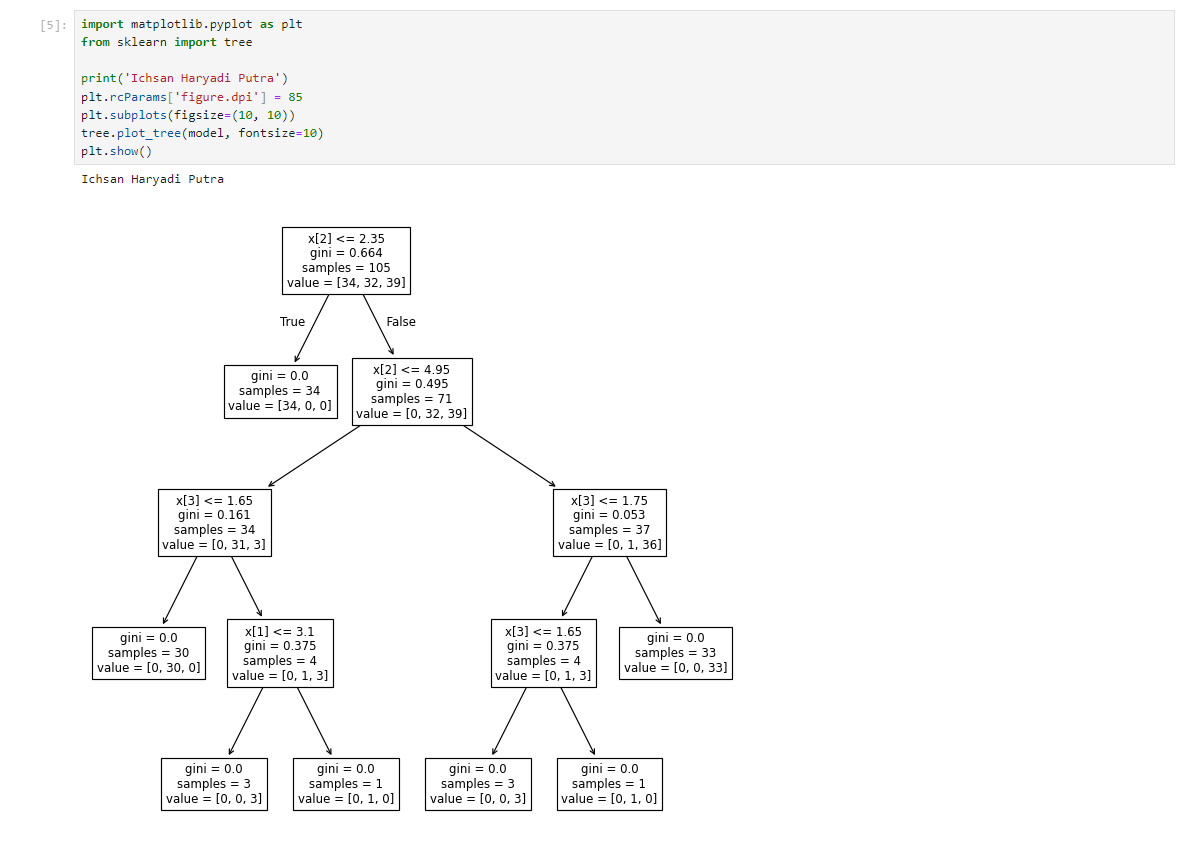 [5]:
import matplotlib.pyplot as plt
from sklearn import tree
print('Ichsan Haryadi Putra')
plt.rcParams['figure.dpi'] = 85
plt.subplots(figsize=(10, 10))
tree.plot_tree(model, fontsize=10)
plt.show()
Ichsan Haryadi Putra
x[2] <= 2.35
gini = 0.664
samples = 105
value = [34, 32, 39]
True
False
gini = 0.0
samples = 34
value = [34, 0, 0]
x[2] <= 4.95
gini = 0.495
samples = 71
value = [0, 32, 39]
x[3] <= 1.65
gini = 0.161
samples = 34
value = [0, 31, 3]
x[3] <= 1.75
gini = 0.053
samples = 37
value = [0, 1, 36]
gini = 0.0
samples = 30
value = [0, 30, 0]
x[1] <= 3.1
gini = 0.375
samples = 4
value = [0, 1, 3]
x[3] <= 1.65
gini = 0.375
samples = 4
value = [0, 1, 3]
gini = 0.0
samples = 33
value = [0, 0, 33]
gini = 0.0
samples = 3
value = [0, 0, 3]
gini = 0.0
samples = 1
value = [0, 1, 0]
gini = 0.0
samples = 3
value = [0, 0, 3]
gini = 0.0
samples = 1
value = [0, 1, 0]